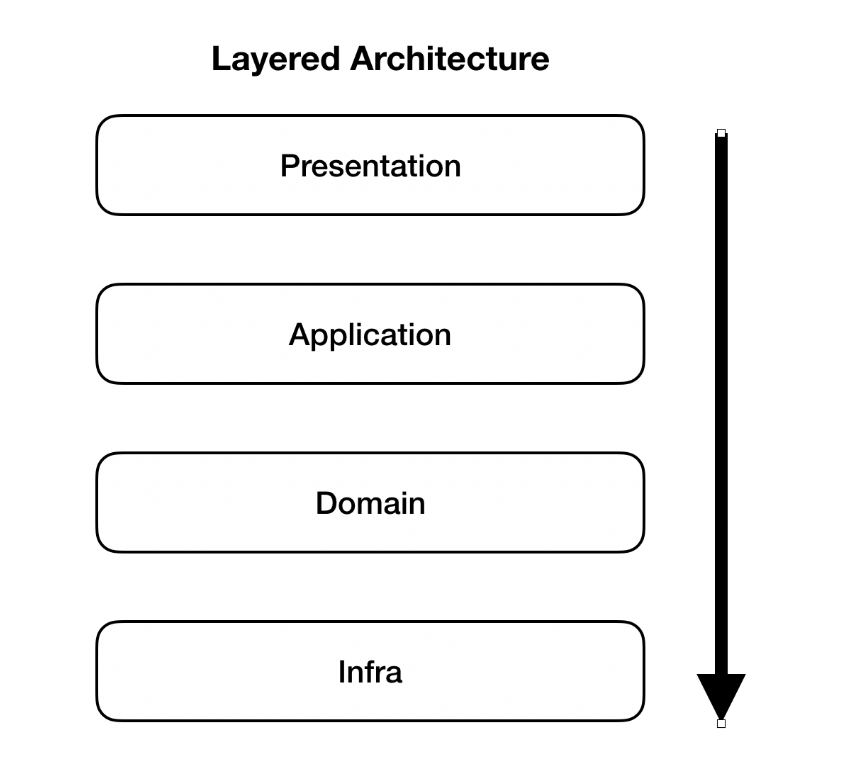 Layered Architecture
Presentation
Application
Domain
Infra